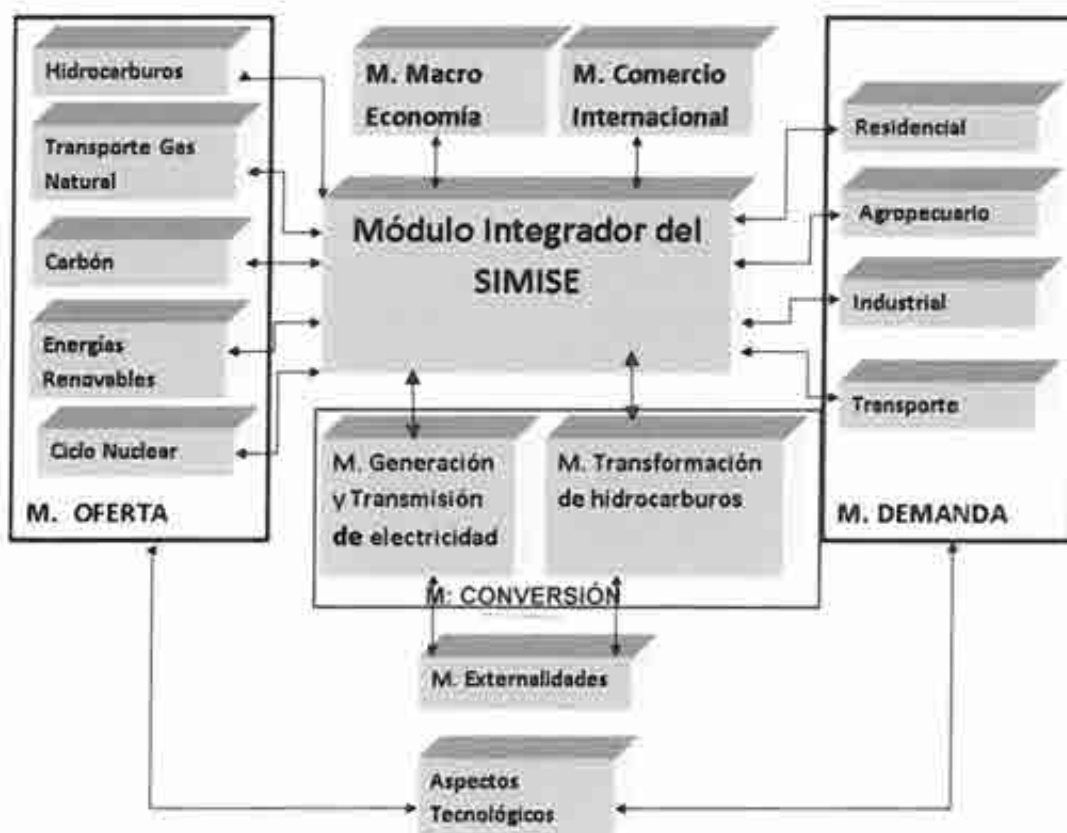 Hidrocarburos
Transporte Gas
Natural
Carbón
Energías
Renovables
Ciclo Nuclear
M. OFERTA
M. Macro
Economía
M. Comercio
Internacional
Módulo Integrador del
SIMISE
M. Generación
y Transmisión
de electricidad
M. Transformación
de hidrocarburos
M: CONVERSIÓN
M. Externalidades
Aspectos
Tecnológicos
Residencial
Agropecuario
Industrial
Transporte
M. DEMANDA